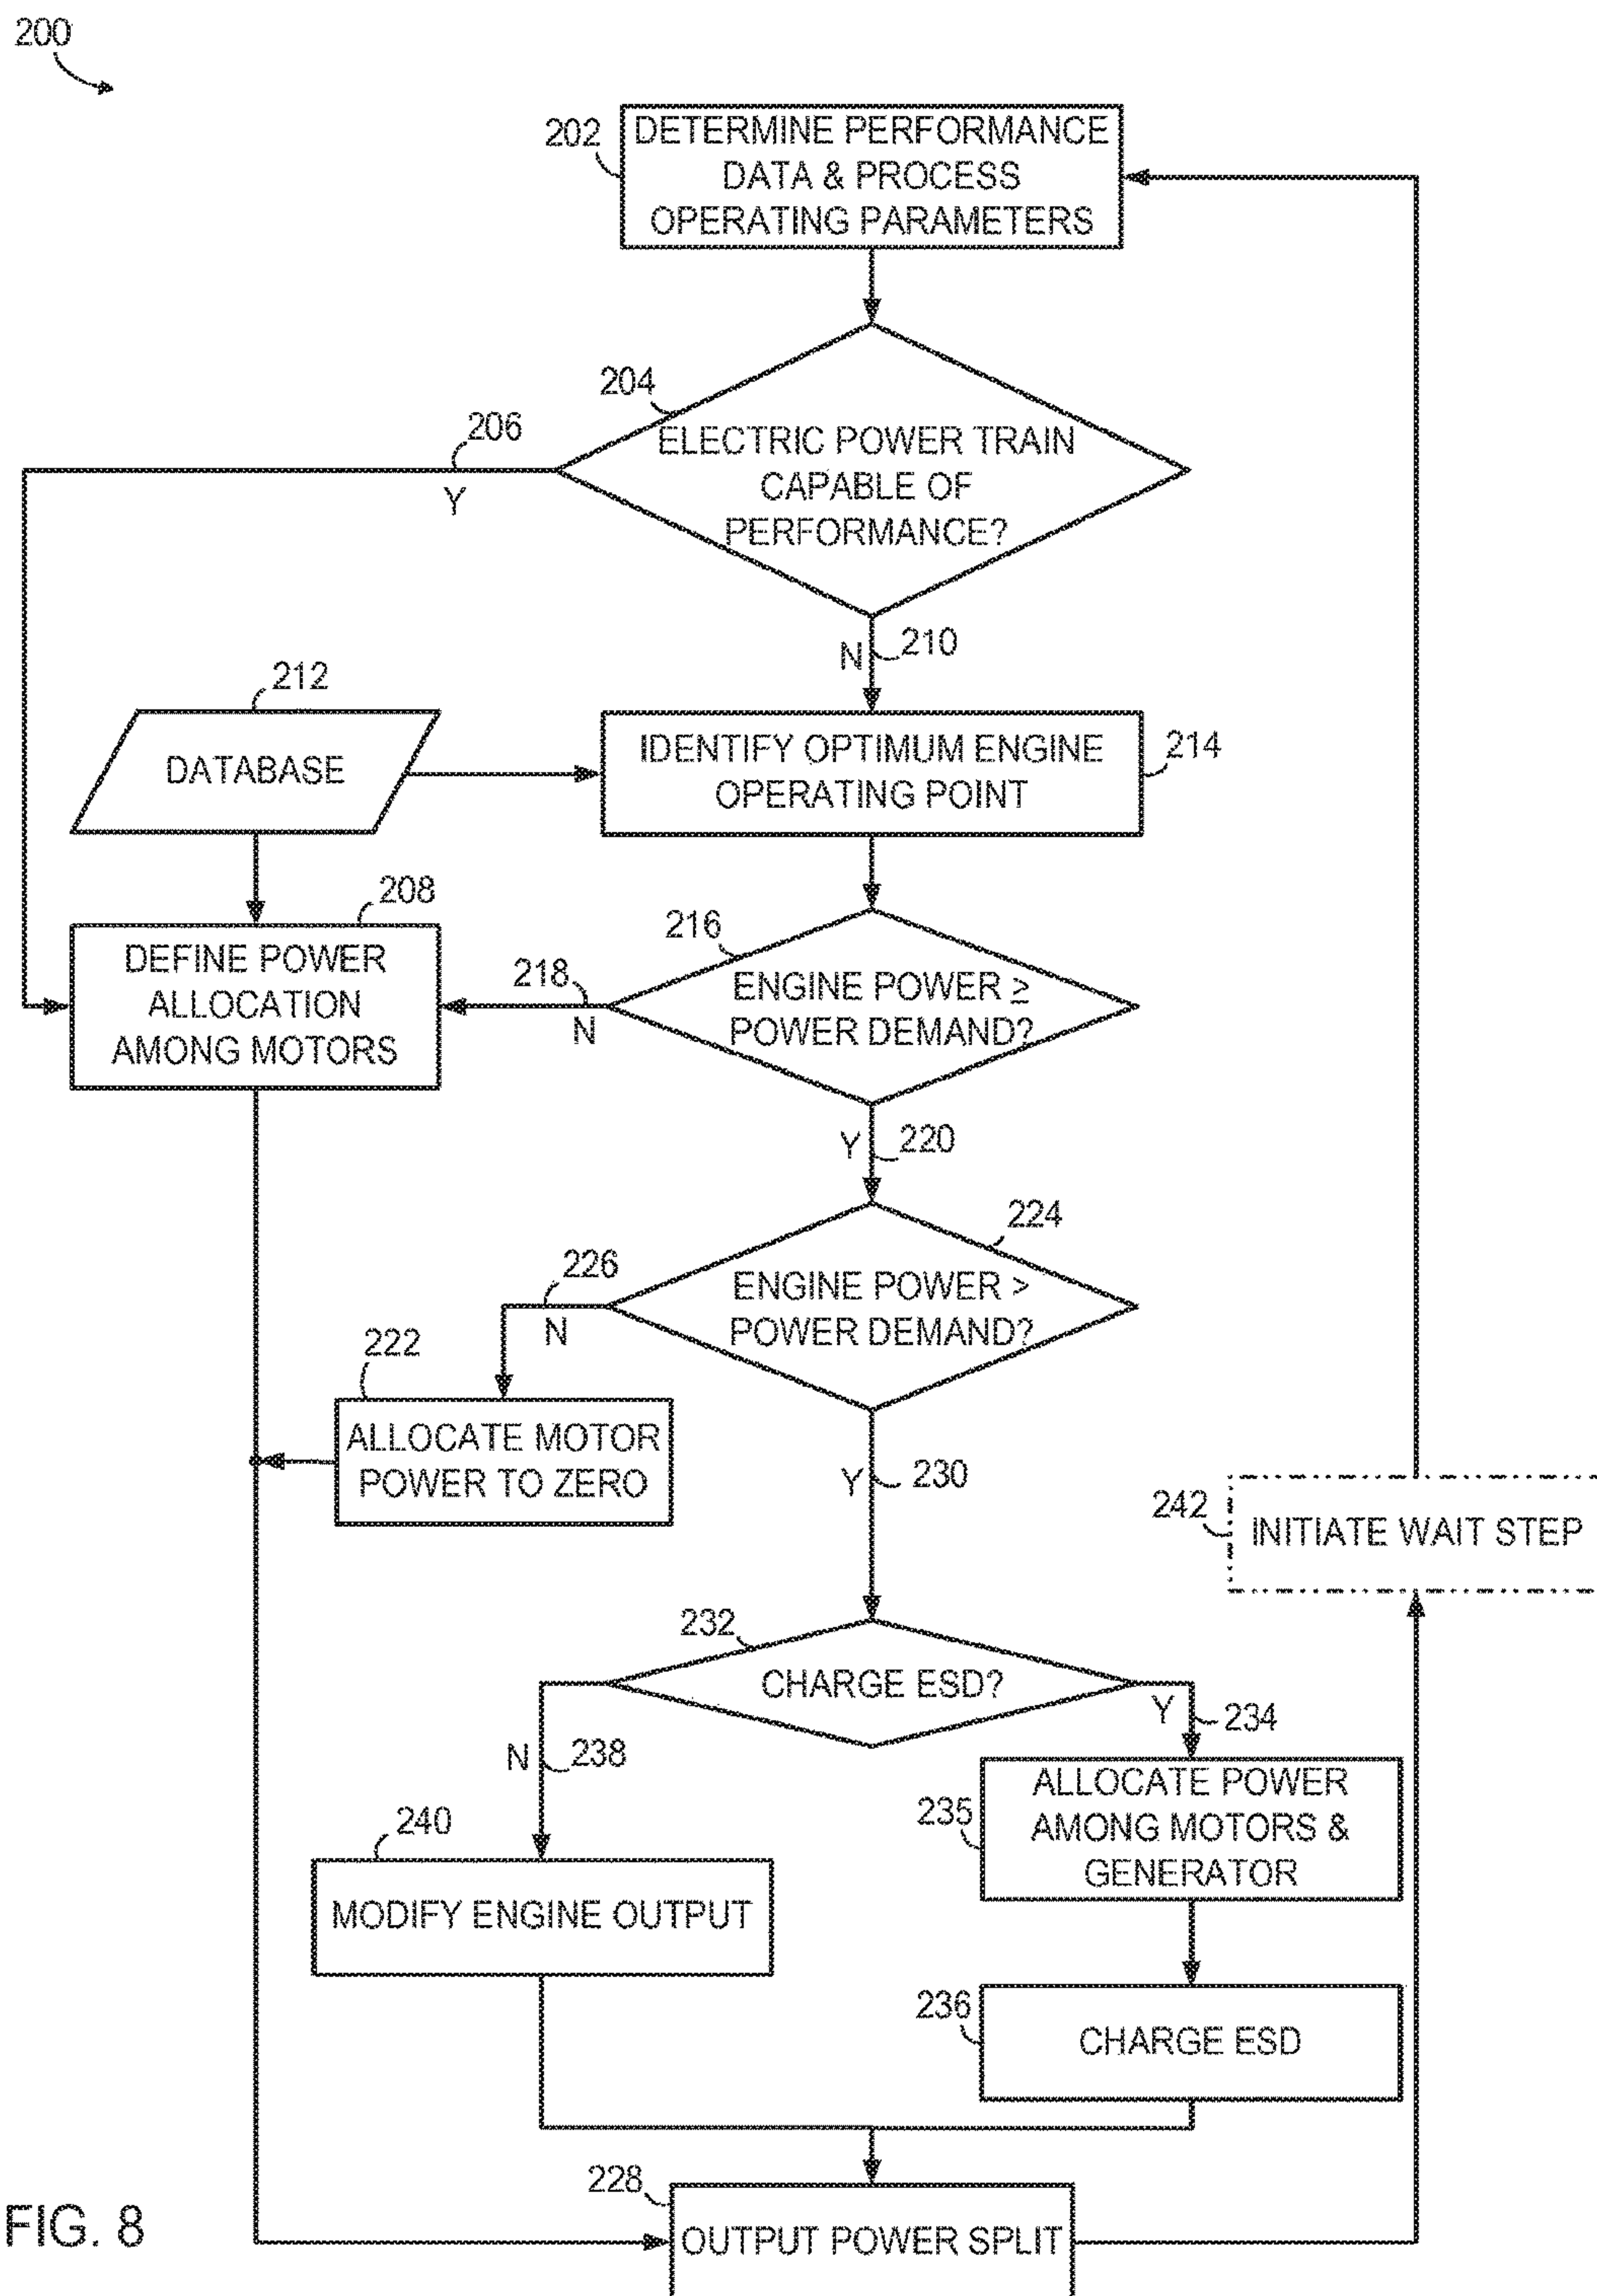 200
202
DETERMINE PERFORMANCE
DATA & PROCESS
OPERATING PARAMETERS
204
206
ELECTRIC POWER TRAIN
CAPABLE OF
PERFORMANCE?
Y
N
210
212
DATABASE
IDENTIFY OPTIMUM ENGINE
OPERATING POINT
214
208
DEFINE POWER
ALLOCATION
AMONG MOTORS
216
218
N
ENGINE POWER ≥
POWER DEMAND?
Y
220
224
226
N
ENGINE POWER >
POWER DEMAND?
222
ALLOCATE MOTOR
POWER TO ZERO
Y
230
242
INITIATE WAIT STEP
232
CHARGE ESD?
Y
234
N
238
235
ALLOCATE POWER
AMONG MOTORS &
GENERATOR
240
MODIFY ENGINE OUTPUT
236
CHARGE ESD
228
OUTPUT POWER SPLIT
FIG. 8